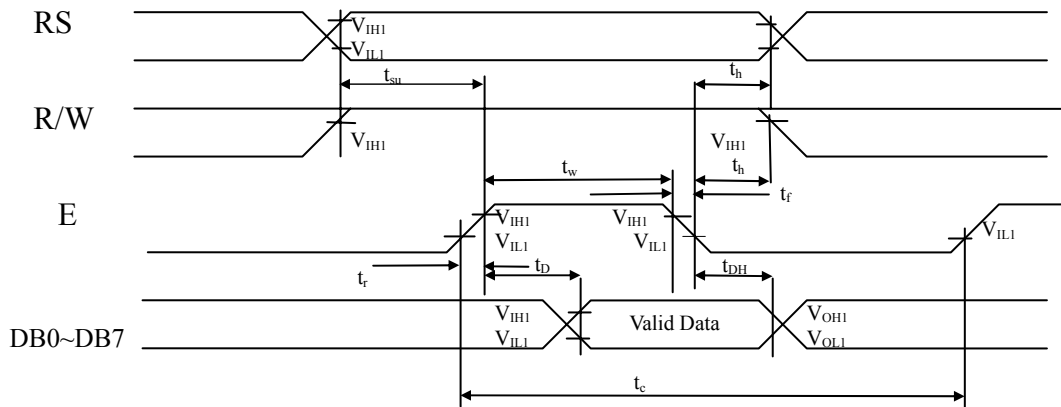 RS
V_IH1
V_IL1
t_su
t_h
R/W
V_IH1
V_IH1
t_h
t_w
t_f
E
V_IH1
V_IH1
V_IL1
V_IL1
V_IL1
t_r
t_D
t_DH
DB0~DB7
V_IH1
Valid Data
V_OH1
V_IL1
V_OL1
t_c